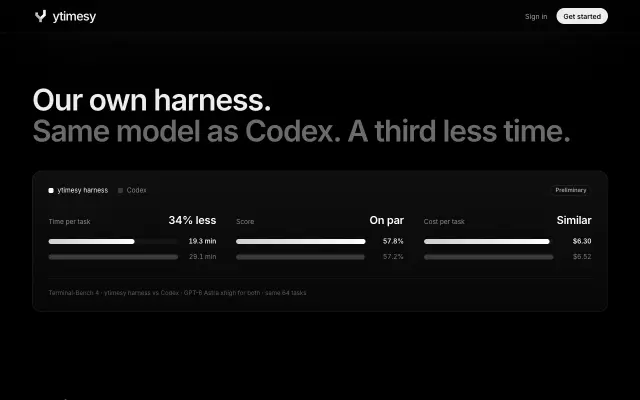 ytimesy
Sign in
Get started
Our own harness.
Same model as Codex. A third less time.
ytimesy harness
Codex
Preliminary
Time per task
34% less
19.3 min
29.1 min
Score
On par
57.8%
57.2%
Cost per task
Similar
$6.30
$6.52
Terminal-Bench 4 · ytimesy harness vs Codex · GPT-6 Astra xhigh for both · same 64 tasks